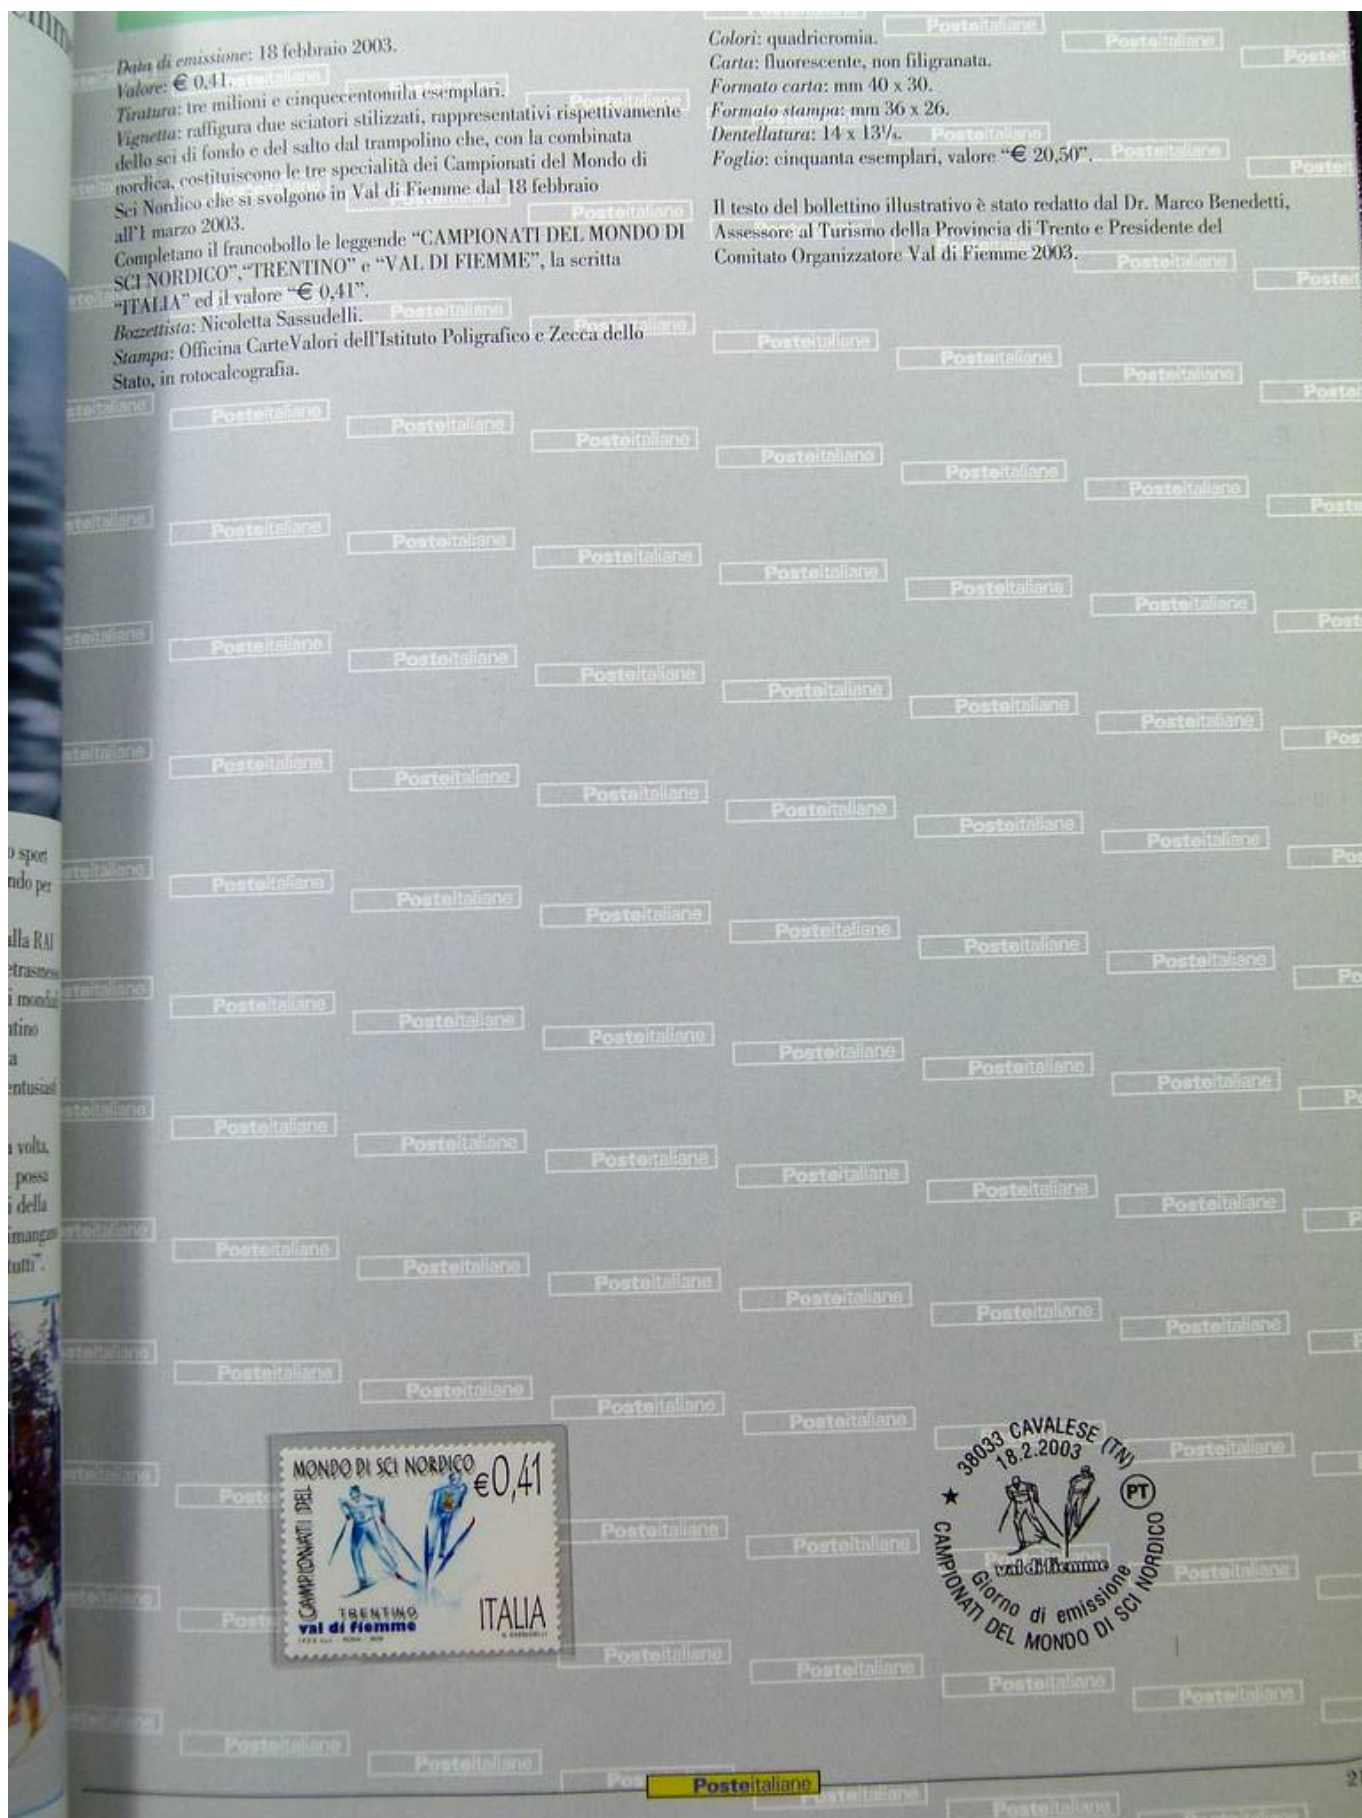 Data di emissione: 18 febbraio 2003.
Valore: € 0,41.
Tiratura: tre milioni e cinquecentomila esemplari.
Vignetta: raffigura due sciatori stilizzati, rappresentativi rispettivamente
dello sci di fondo e del salto dal trampolino che, con la combinata
nordica, costituiscono le tre specialità dei Campionati del Mondo di
Sci Nordico che si svolgono in Val di Fiemme dal 18 febbraio
all'1 marzo 2003.
Completano il francobollo le leggende “CAMPIONATI DEL MONDO DI
SCI NORDICO”,“TRENTINO” e “VAL DI FIEMME”, la scritta
“ITALIA” ed il valore “€ 0,41”.
Bozzettista: Nicoletta Sassudelli.
Stampa: Officina CarteValori dell'Istituto Poligrafico e Zecca dello
Stato, in rotocalcografia.
Colori: quadricromia.
Carta: fluorescente, non filigranata.
Formato carta: mm 40 x 30.
Formato stampa: mm 36 x 26.
Dentellatura: 14 x 13¼.
Foglio: cinquanta esemplari, valore “€ 20,50”.
Il testo del bollettino illustrativo è stato redatto dal Dr. Marco Benedetti,
Assessore al Turismo della Provincia di Trento e Presidente del
Comitato Organizzatore Val di Fiemme 2003.
sport
per
alla RAI
i
a
volta,
possa
della
tutti”.
CAMPIONATI DEL
MONDO DI SCI NORDICO
€0,41
TRENTINO
val di fiemme
ITALIA
38033 CAVALESE (TN)
18.2.2003
PT
val di fiemme
Giorno di emissione
CAMPIONATI DEL MONDO DI SCI NORDICO
Posteitaliane